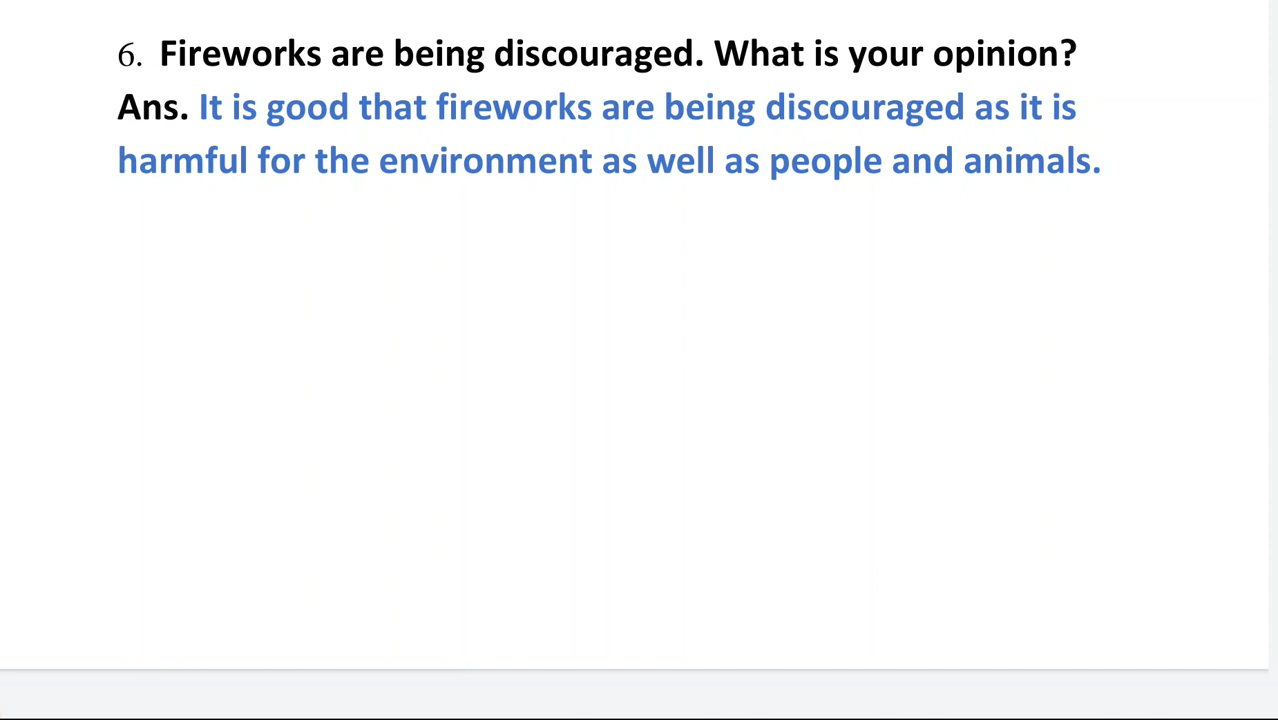 6. Fireworks are being discouraged. What is your opinion?
Ans. It is good that fireworks are being discouraged as it is
harmful for the environment as well as people and animals.